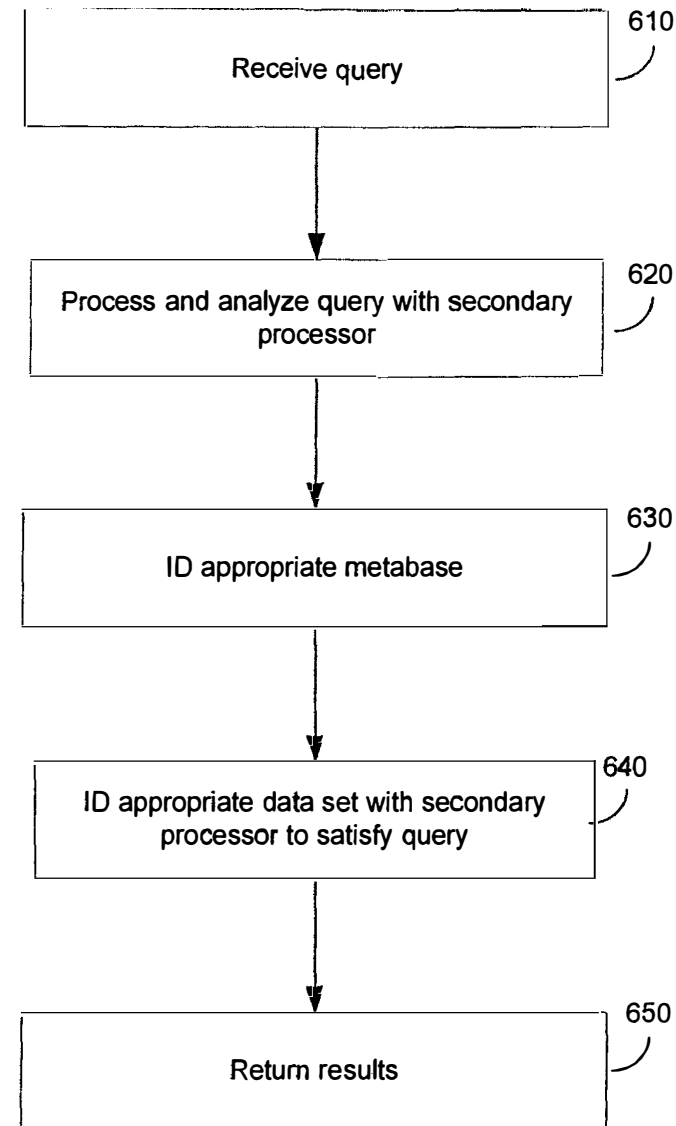 610
Receive query
620
Process and analyze query with secondary
processor
630
ID appropriate metabase
640
ID appropriate data set with secondary
processor to satisfy query
650
Return results